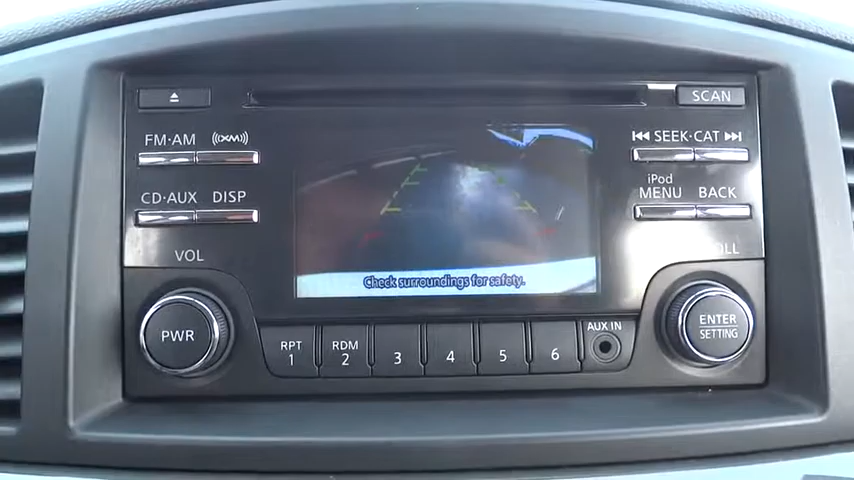 SCAN
FM·AM ((XM))
SEEK·CAT
CD·AUX DISP
iPod
MENU BACK
Check surroundings for safety.
VOL
PWR
ENTER
SETTING
RPT
1
RDM
2
3
4
5
6
AUX IN